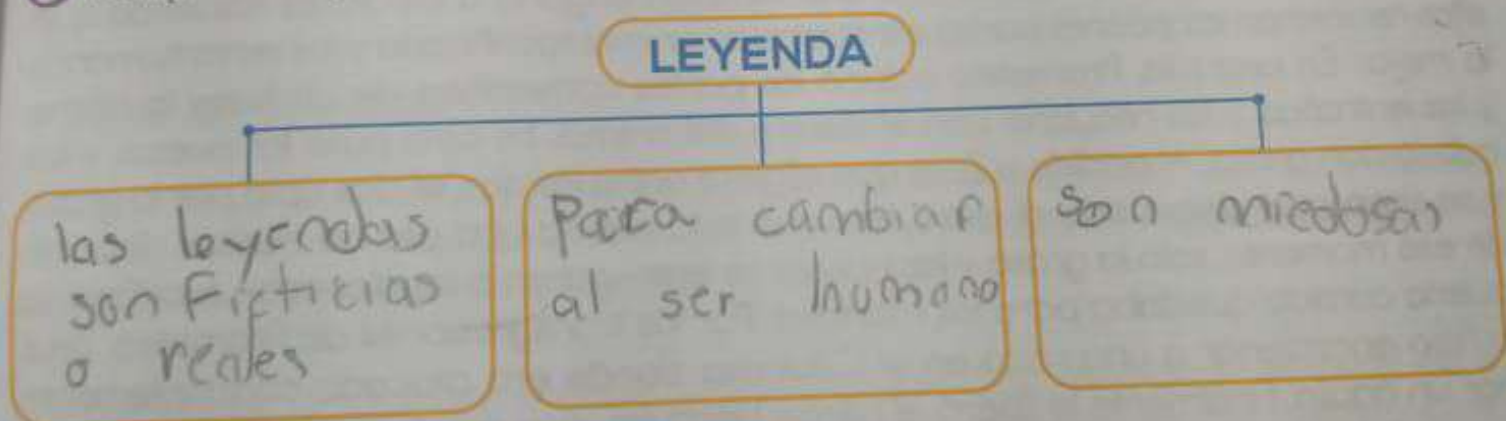 LEYENDA
las leyendas
son Ficticias
o reales
Para cambiar
al ser humano
son miedosas